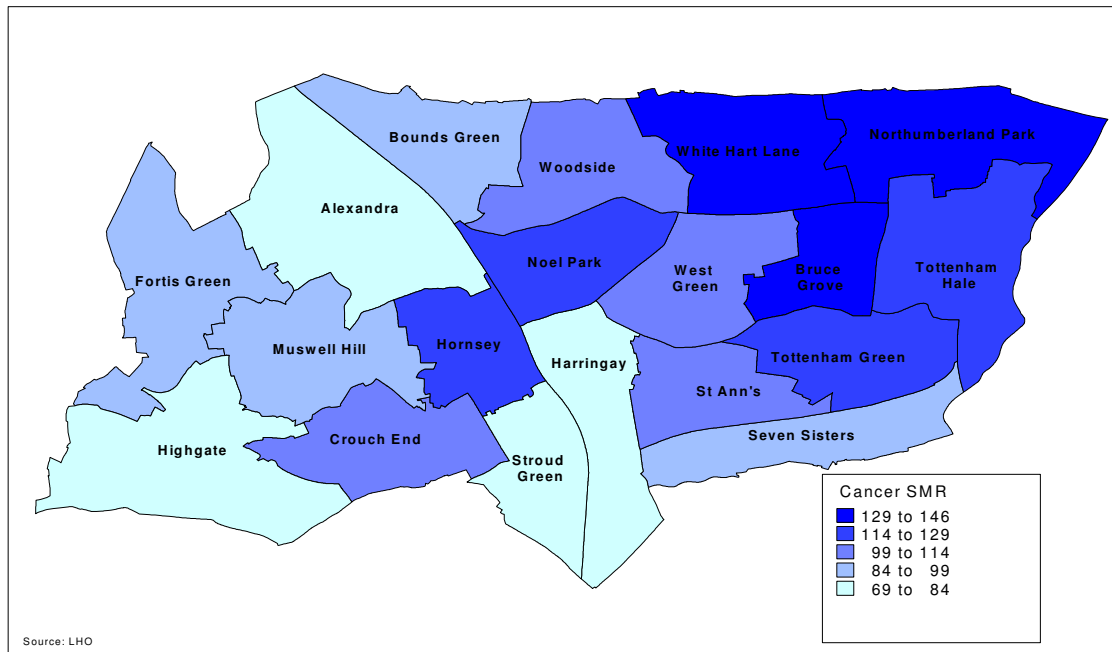 Bounds Green
Northumberland Park
White Hart Lane
Woodside
Alexandra
Noel Park
West
Green
Bruce
Grove
Tottenham
Hale
Fortis Green
Muswell Hill
Hornsey
Harringay
Tottenham Green
St Ann's
Seven Sisters
Crouch End
Highgate
Stroud
Green
Cancer SMR
129 to 146
114 to 129
99 to 114
84 to 99
69 to 84
Source: LHO